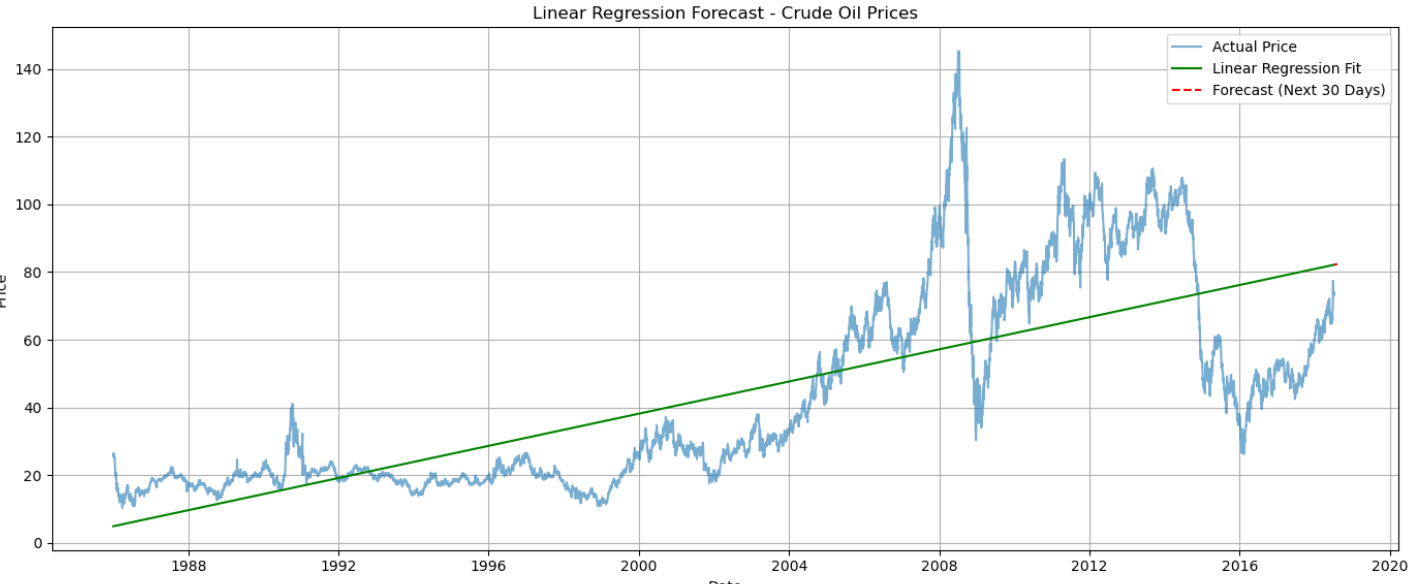 Linear Regression Forecast - Crude Oil Prices
Actual Price
Linear Regression Fit
Forecast (Next 30 Days)
140
120
100
80
60
40
20
0
Price
1988 1992 1996 2000 2004 2008 2012 2016 2020
Date